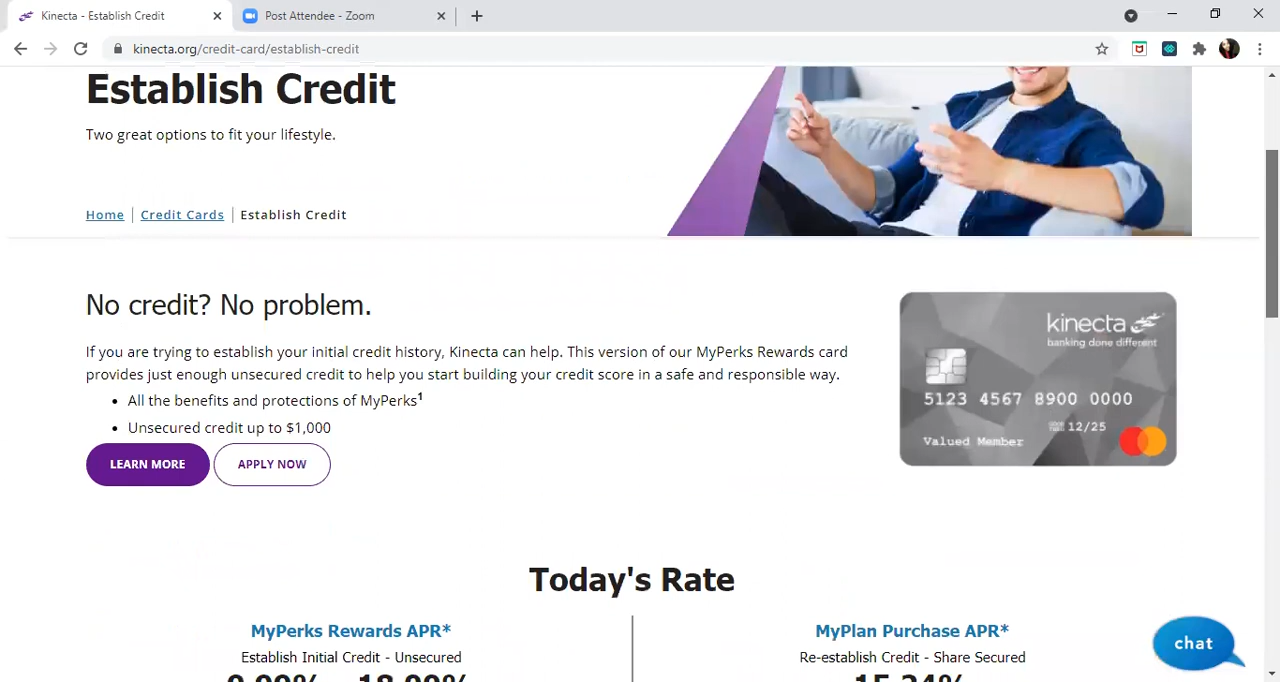 Kinecta - Establish Credit
Post Attendee - Zoom
kinecta.org/credit-card/establish-credit
Establish Credit
Two great options to fit your lifestyle.
Home | Credit Cards | Establish Credit
No credit? No problem.
If you are trying to establish your initial credit history, Kinecta can help. This version of our MyPerks Rewards card
provides just enough unsecured credit to help you start building your credit score in a safe and responsible way.
• All the benefits and protections of MyPerks1
• Unsecured credit up to $1,000
LEARN MORE
APPLY NOW
kinecta
banking done different
5123 4567 8900 0000
12/25
Valued Member
Today's Rate
MyPerks Rewards APR*
Establish Initial Credit - Unsecured
MyPlan Purchase APR*
Re-establish Credit - Share Secured
15.24%
chat